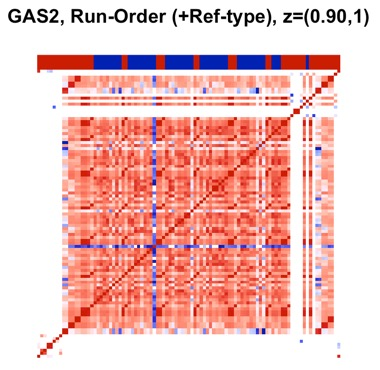 GAS2, Run-Order (+Ref-type), z=(0.90,1)